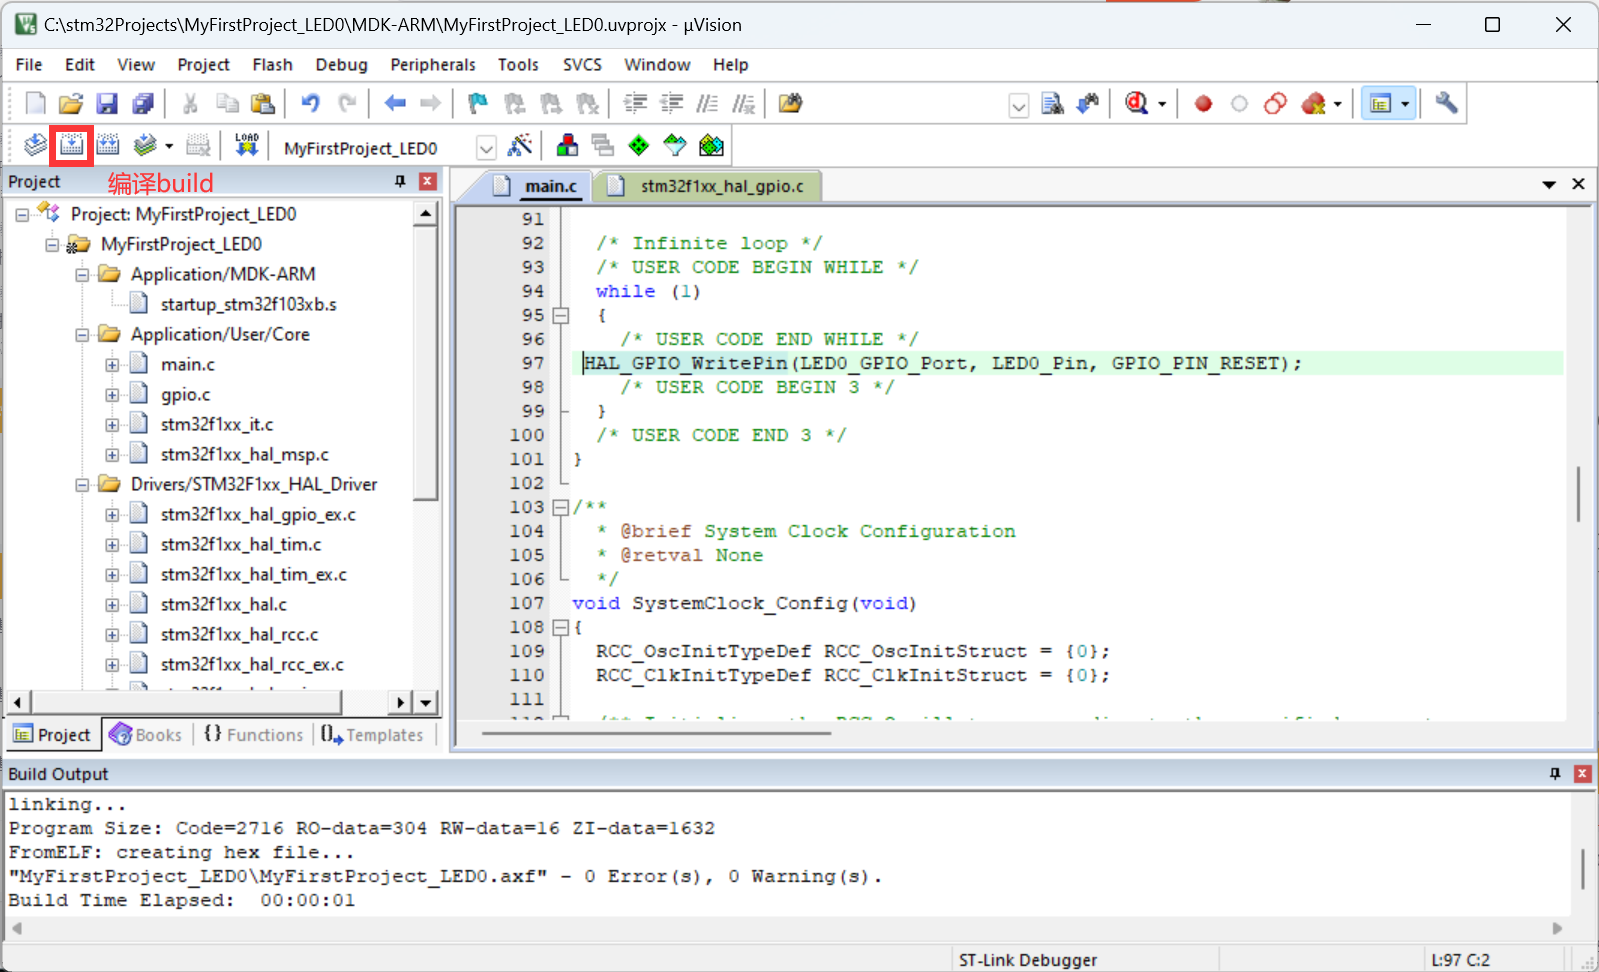 C:\stm32Projects\MyFirstProject_LED0\MDK-ARM\MyFirstProject_LED0.uvprojx - µVision
File Edit View Project Flash Debug Peripherals Tools SVCS Window Help
LOAD MyFirstProject_LED0
Project 编译build
main.c stm32f1xx_hal_gpio.c
Project: MyFirstProject_LED0
MyFirstProject_LED0
Application/MDK-ARM
startup_stm32f103xb.s
Application/User/Core
main.c
gpio.c
stm32f1xx_it.c
stm32f1xx_hal_msp.c
Drivers/STM32F1xx_HAL_Driver
stm32f1xx_hal_gpio_ex.c
stm32f1xx_hal_tim.c
stm32f1xx_hal_tim_ex.c
stm32f1xx_hal.c
stm32f1xx_hal_rcc.c
stm32f1xx_hal_rcc_ex.c
Project Books {} Functions Templates
91
92 /* Infinite loop */
93 /* USER CODE BEGIN WHILE */
94 while (1)
95 {
96 /* USER CODE END WHILE */
97 HAL_GPIO_WritePin(LED0_GPIO_Port, LED0_Pin, GPIO_PIN_RESET);
98 /* USER CODE BEGIN 3 */
99 }
100 /* USER CODE END 3 */
101 }
102
103 /**
104 * @brief System Clock Configuration
105 * @retval None
106 */
107 void SystemClock_Config(void)
108 {
109 RCC_OscInitTypeDef RCC_OscInitStruct = {0};
110 RCC_ClkInitTypeDef RCC_ClkInitStruct = {0};
111
Build Output
linking...
Program Size: Code=2716 RO-data=304 RW-data=16 ZI-data=1632
FromELF: creating hex file...
"MyFirstProject_LED0\MyFirstProject_LED0.axf" - 0 Error(s), 0 Warning(s).
Build Time Elapsed: 00:00:01
ST-Link Debugger L:97 C:2